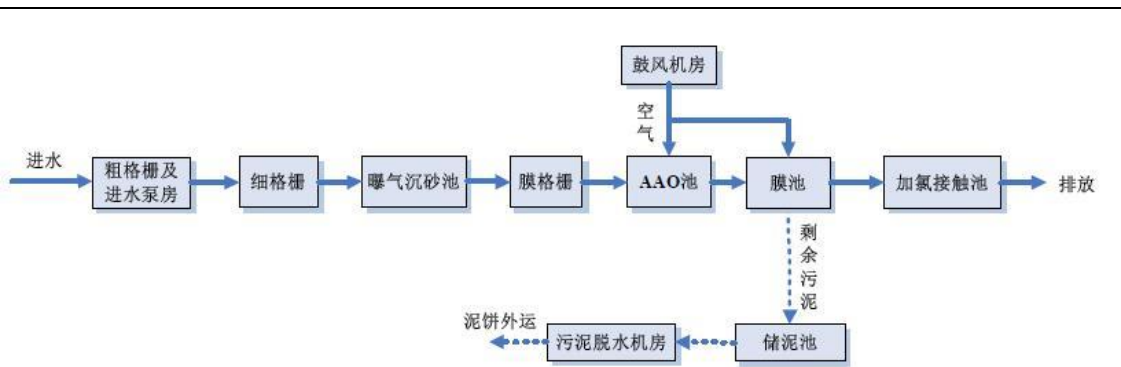 鼓风机房
空气
进水
粗格栅及
进水泵房
细格栅
曝气沉砂池
膜格栅
AAO池
膜池
加氯接触池
排放
剩余污泥
泥饼外运
污泥脱水机房
储泥池